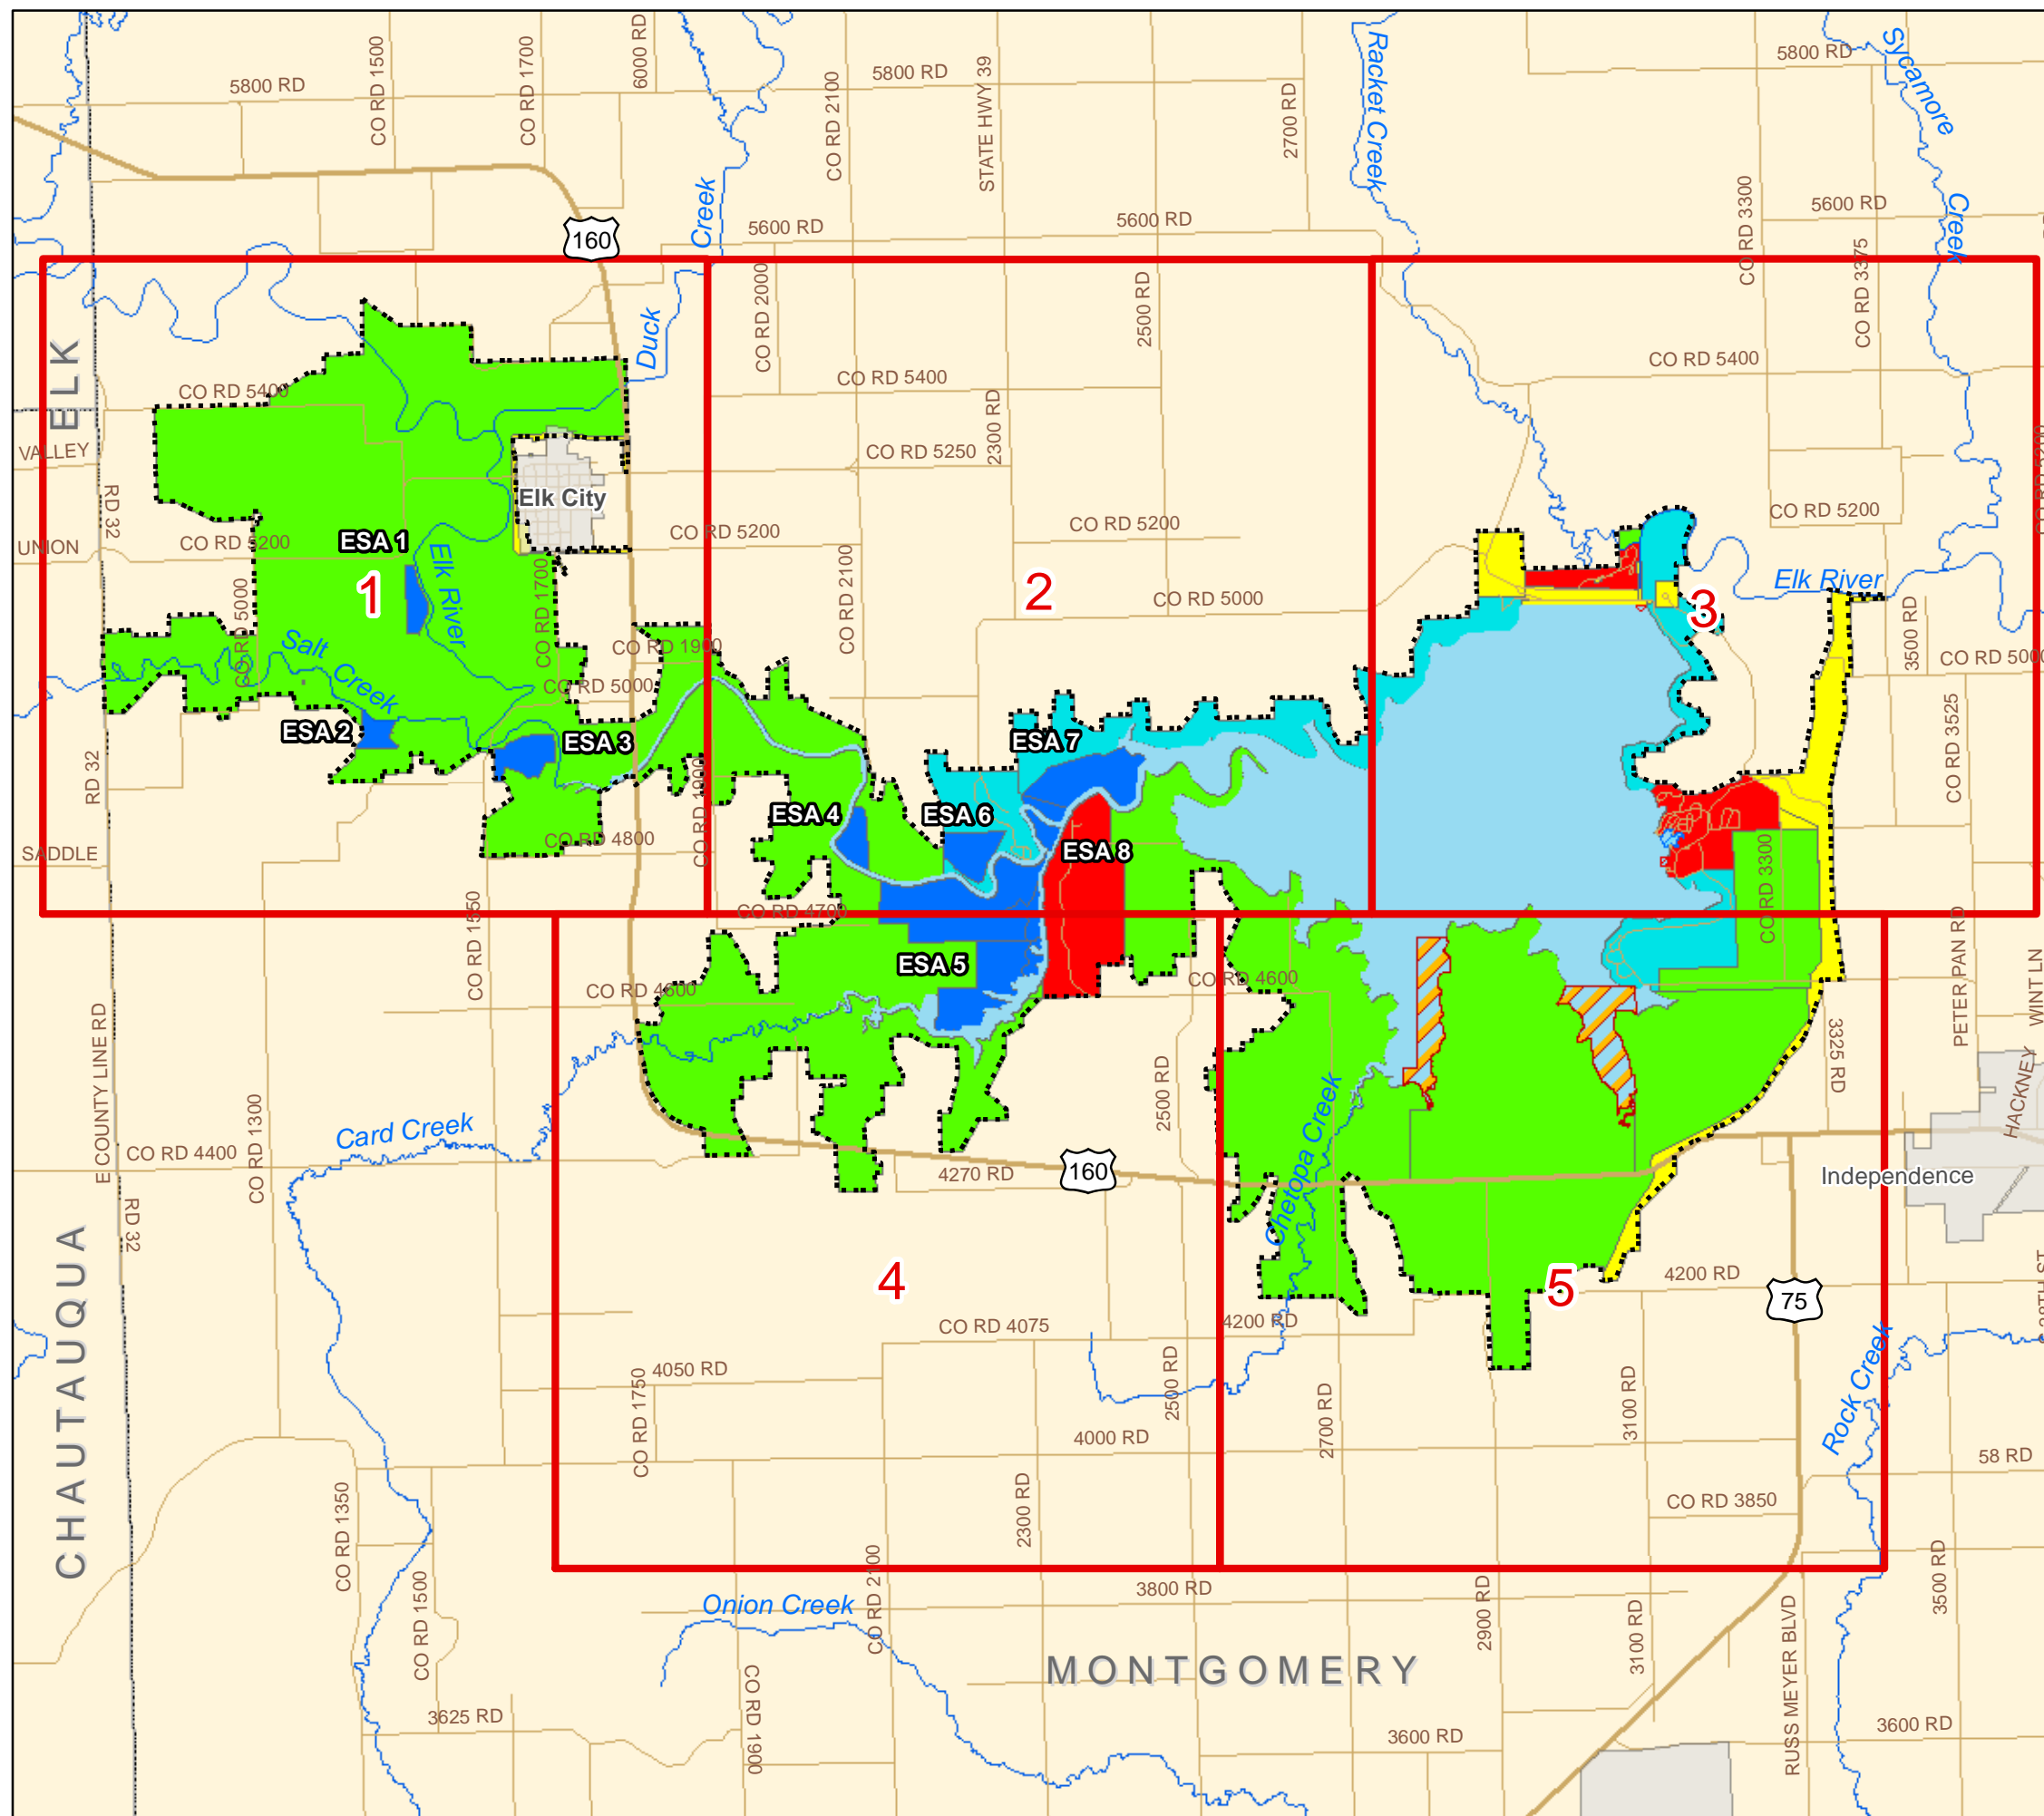 5800 RD
CO RD 1500
CO RD 1700
6000 RD
CO RD 2100
5800 RD
STATE HWY 39
2700 RD
Racket Creek
5800 RD
Sycamore
Creek
160
Creek
Duck
5600 RD
5600 RD
CO RD 3300
5600 RD
CO RD 3375
ELK
CO RD 2000
2500 RD
CO RD 5400
CO RD 5400
CO RD 5400
VALLEY
2300 RD
CO RD 5250
RD 32
Elk City
CO RD 5200
UNION
CO RD 5200
ESA 1
Elk River
CO RD 5200
CO RD 5200
CO RD 5200
1
2
3
CO RD 2100
CO RD 5000
Elk River
CO RD 5000
CO RD 1700
Salt Creek
CO RD 1900
CO RD 5000
3500 RD
CO RD 5000
ESA 2
ESA 3
ESA 7
RD 32
CO RD 1900
ESA 4
ESA 6
CO RD 3525
SADDLE
CO RD 4800
ESA 8
CO RD 3300
CO RD 4700
CO RD 1550
ESA 5
CO RD 4600
CO RD 4600
PETER PAN RD
WINT LN
E COUNTY LINE RD
3325 RD
2500 RD
CO RD 1300
Card Creek
CO RD 4400
Chetopa Creek
HACKNEY
4270 RD
160
Independence
RD 32
CHAUTAUQUA
4
5
4200 RD
75
4200 RD
CO RD 4075
Rock Creek
4050 RD
CO RD 1750
2500 RD
2700 RD
3100 RD
4000 RD
58 RD
CO RD 1350
2300 RD
CO RD 3850
CO RD 1500
CO RD 2100
3800 RD
Onion Creek
2900 RD
3100 RD
RUSS MEYER BLVD
3500 RD
MONTGOMERY
CO RD 1900
3625 RD
3600 RD
3600 RD